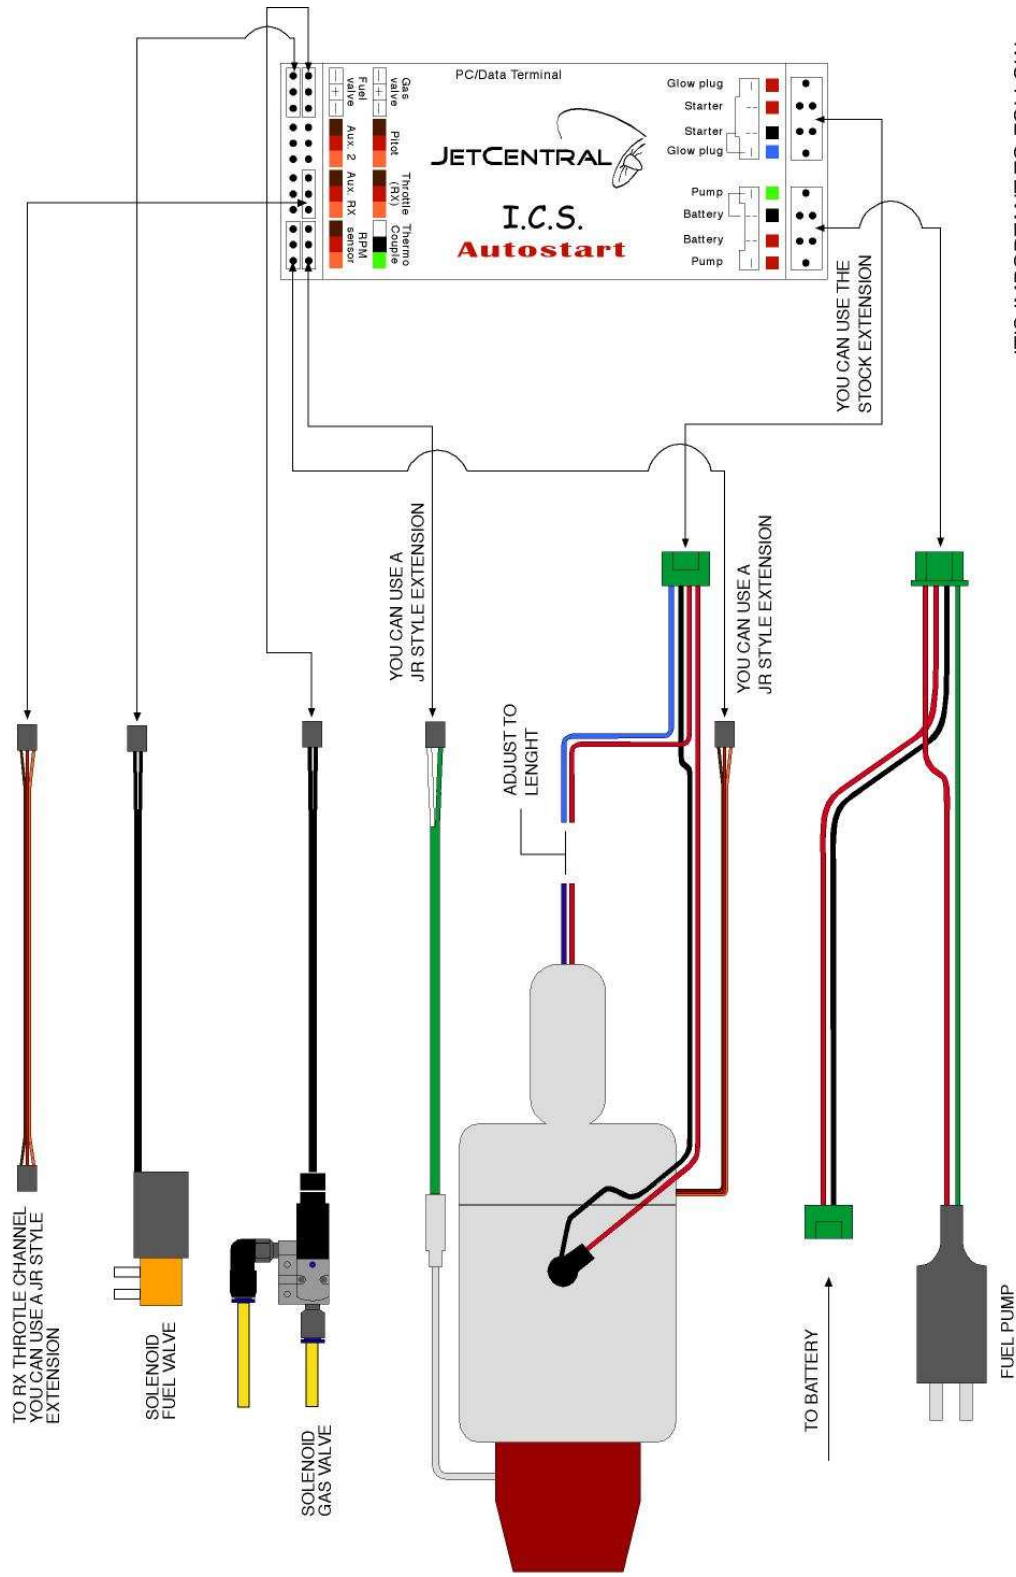 PC/Data Terminal
JETCENTRAL
I.C.S.
Autostart
Gas
valve
Fuel
valve
Pitot
Aux. 2
Throttle
(RX)
Aux. RX
Thermo
Couple
RPM
sensor
Glow plug
Starter
Starter
Glow plug
Pump
Battery
Battery
Pump
YOU CAN USE THE
STOCK EXTENSION
YOU CAN USE A
JR STYLE EXTENSION
YOU CAN USE A
JR STYLE EXTENSION
ADJUST TO
LENGHT
TO RX THROTLE CHANNEL
YOU CAN USE A JR STYLE
EXTENSION
SOLENOID
FUEL VALVE
SOLENOID
GAS VALVE
TO BATTERY
FUEL PUMP